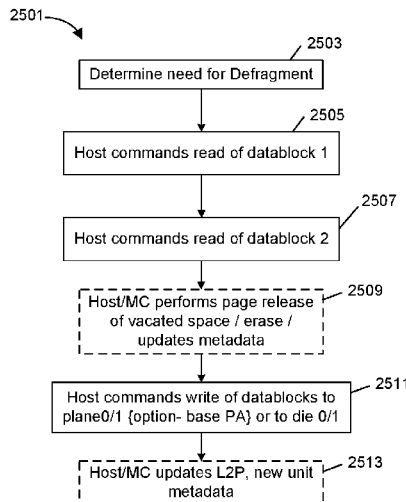 2501
2503
Determine need for Defragment
2505
Host commands read of datablock 1
2507
Host commands read of datablock 2
2509
Host/MC performs page release
of vacated space / erase /
updates metadata
2511
Host commands write of datablocks to
plane0/1 {option- base PA} or to die 0/1
2513
Host/MC updates L2P, new unit
metadata